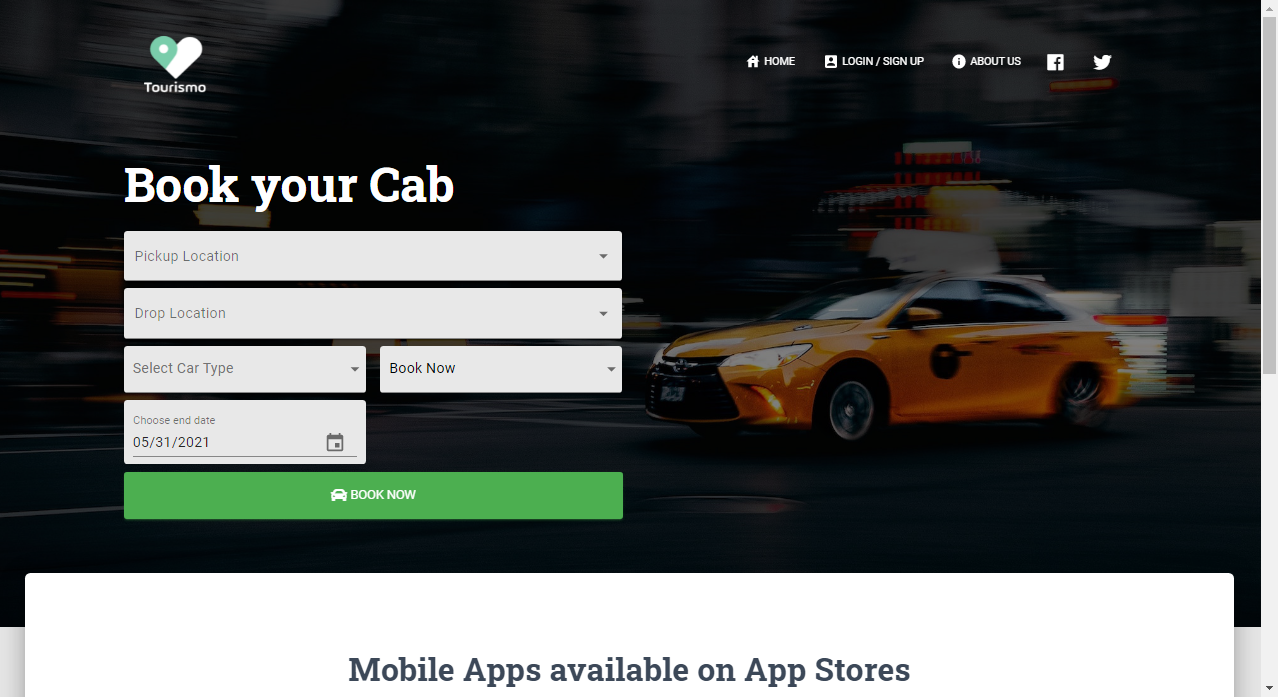 Tourismo
HOME
LOGIN / SIGN UP
ABOUT US
Book your Cab
Pickup Location
Drop Location
Select Car Type
Book Now
Choose end date
05/31/2021
BOOK NOW
Mobile Apps available on App Stores